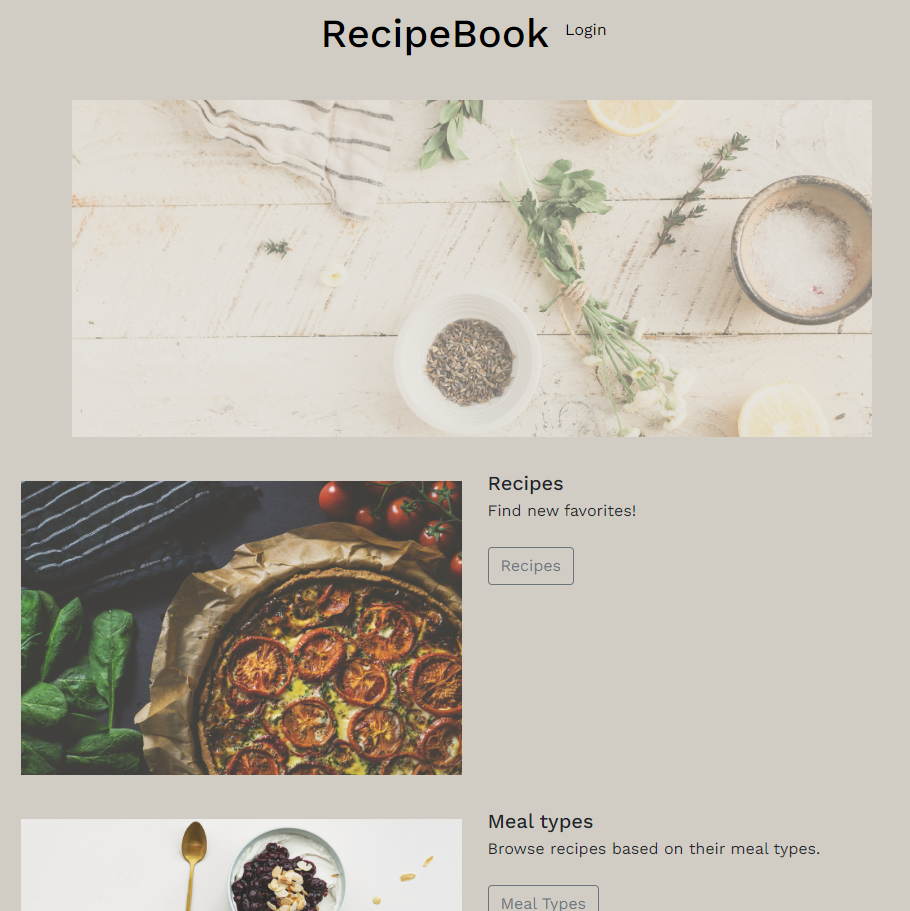 RecipeBook Login
Recipes
Find new favorites!
Recipes
Meal types
Browse recipes based on their meal types.
Meal Types